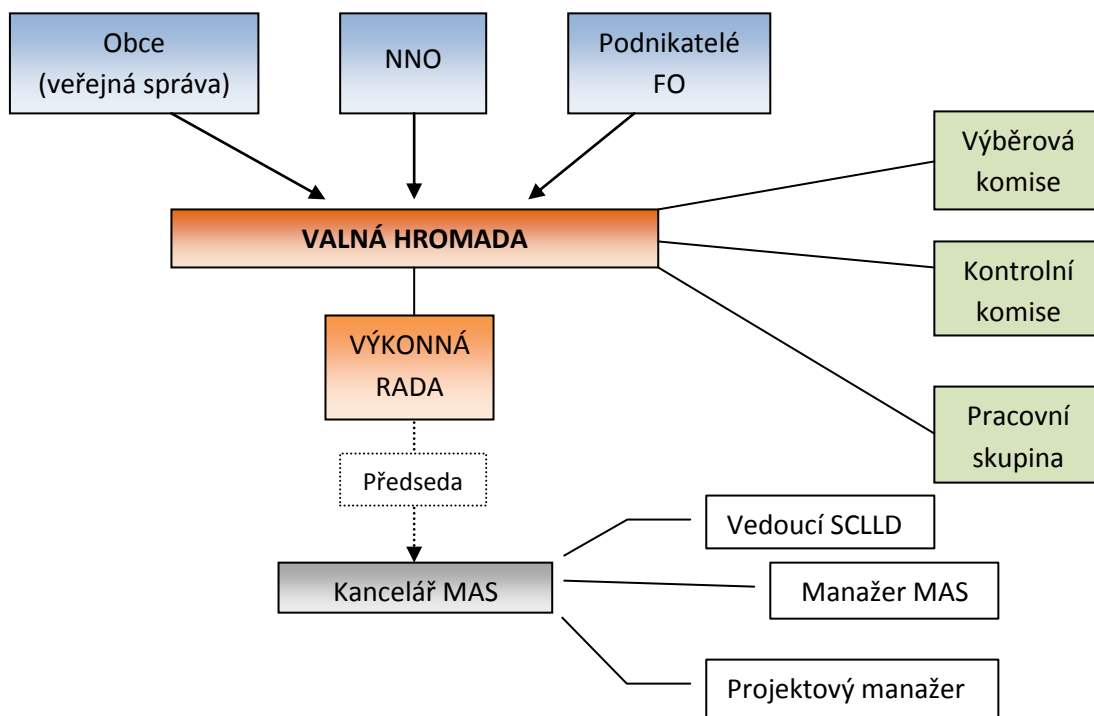 Obce
(veřejná správa)
NNO
Podnikatelé
FO
Výběrová
komise
VALNÁ HROMADA
Kontrolní
komise
VÝKONNÁ
RADA
Pracovní
skupina
Předseda
Vedoucí SCLLD
Kancelář MAS
Manažer MAS
Projektový manažer